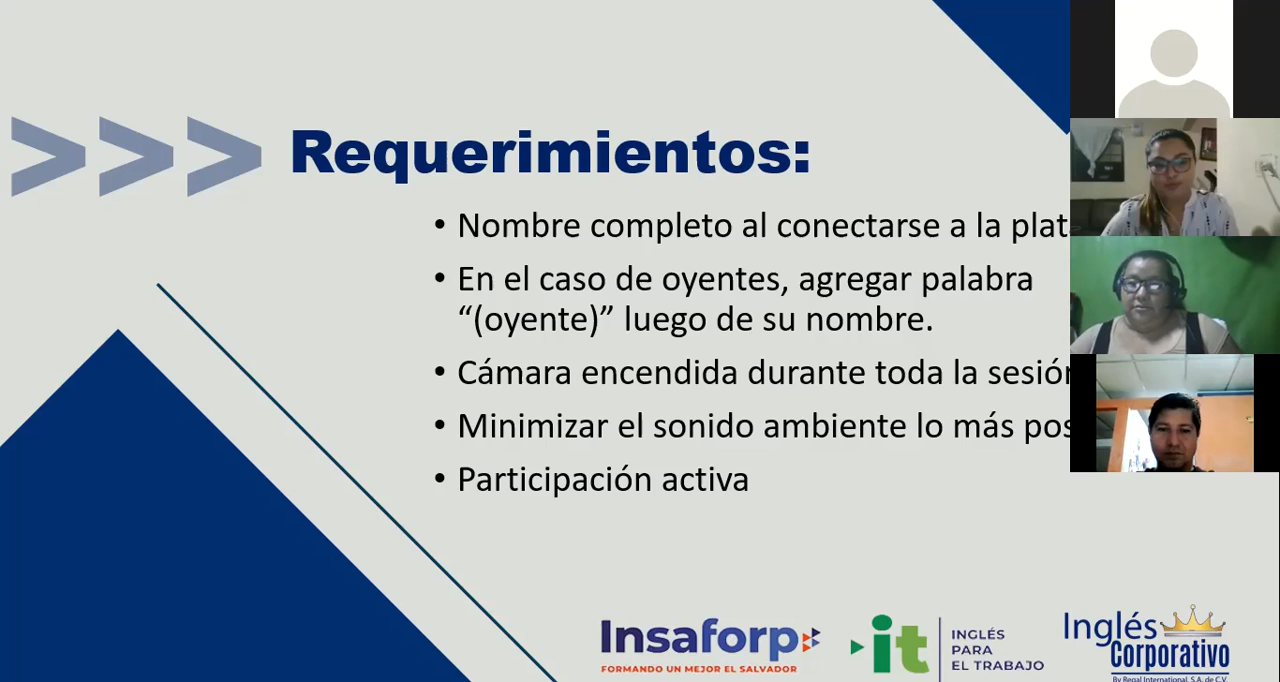 >>> Requerimientos:
• Nombre completo al conectarse a la
• En el caso de oyentes, agregar palabra
“(oyente)” luego de su nombre.
• Cámara encendida durante toda la sesión
• Minimizar el sonido ambiente lo más
• Participación activa
Insaforp
FORMANDO UN MEJOR EL SALVADOR
it
INGLÉS
PARA
EL TRABAJO
Inglés
Corporativo
By Regal International, S.A. de C.V.